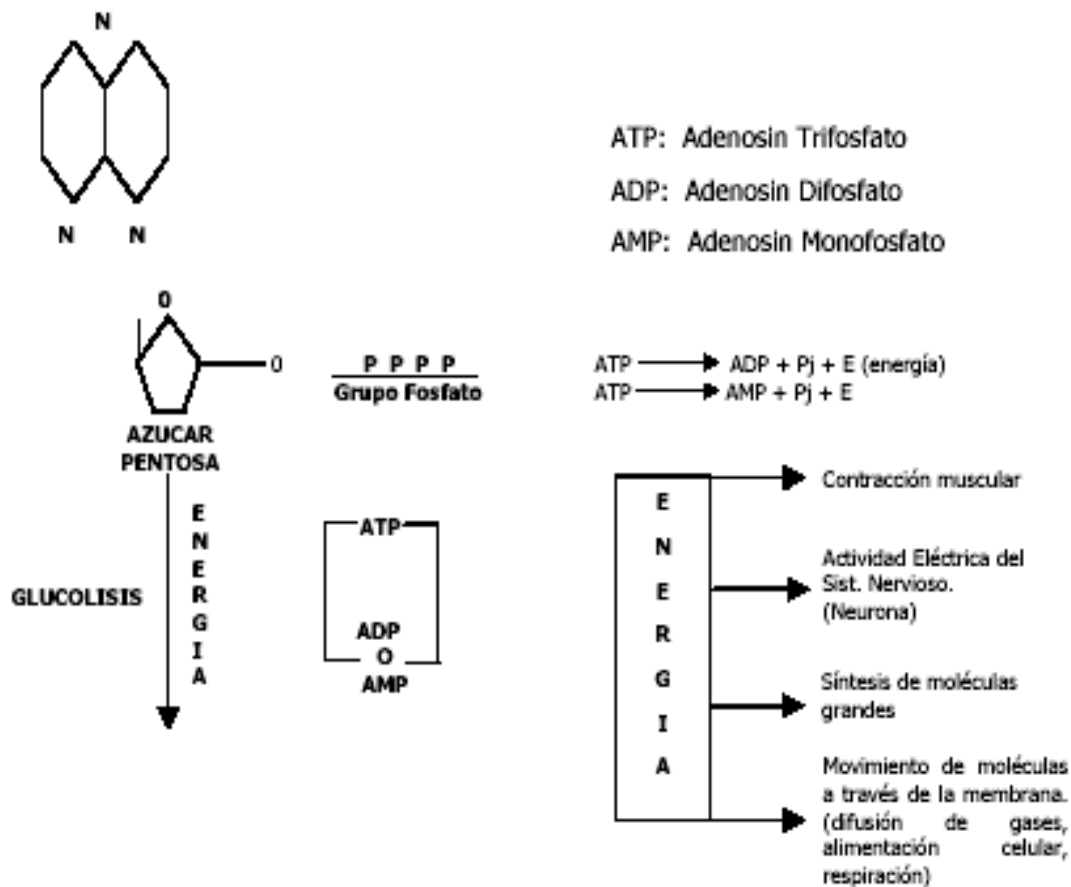 N
N N
ATP: Adenosin Trifosfato
ADP: Adenosin Difosfato
AMP: Adenosin Monofosfato
O
O
P P P P
Grupo Fosfato
AZUCAR
PENTOSA
ATP ADP + Pj + E (energía)
ATP AMP + Pj + E
GLUCOLISIS
E
N
E
R
G
I
A
ATP
ADP
O
AMP
E
N
E
R
G
I
A
Contracción muscular
Actividad Eléctrica del
Sist. Nervioso.
(Neurona)
Síntesis de moléculas
grandes
Movimiento de moléculas
a través de la membrana.
(difusión de gases,
alimentación celular,
respiración)